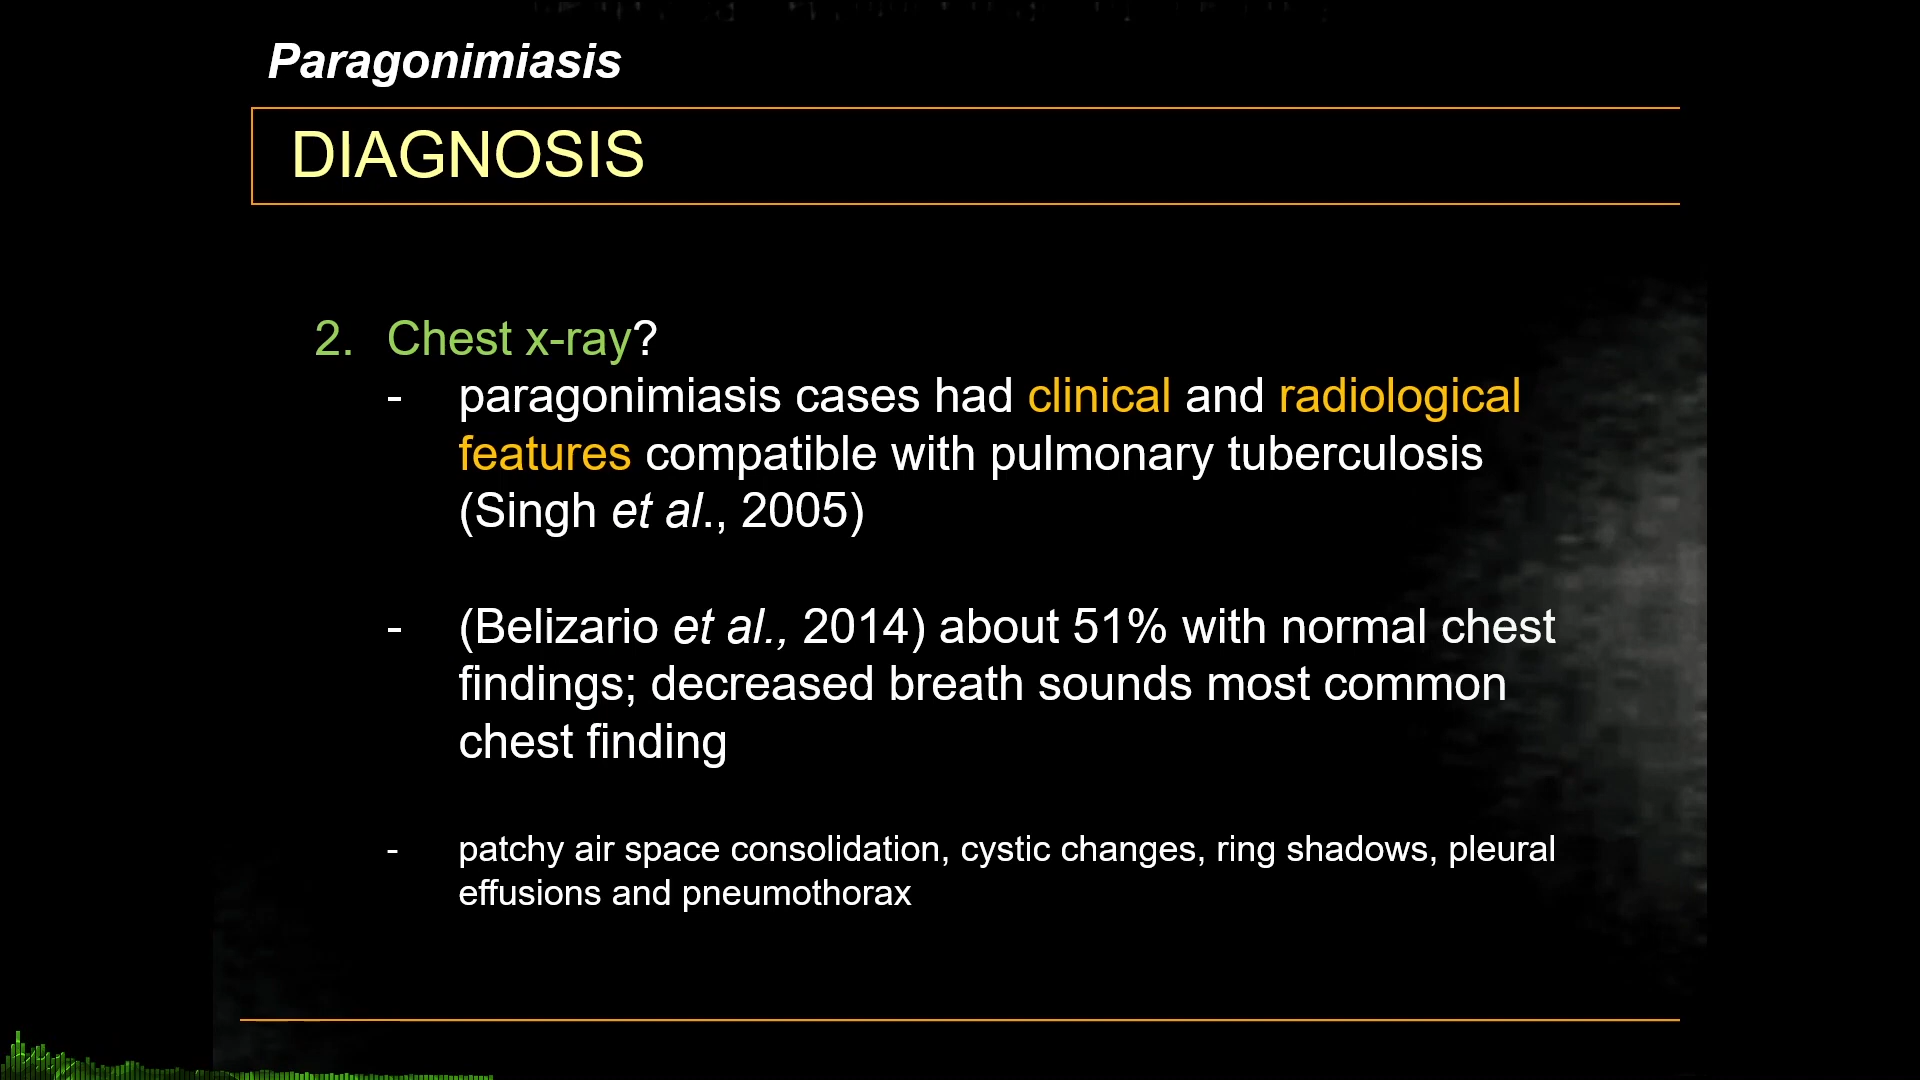 Paragonimiasis
DIAGNOSIS
2. Chest x-ray?
- paragonimiasis cases had clinical and radiological
features compatible with pulmonary tuberculosis
(Singh et al., 2005)
- (Belizario et al., 2014) about 51% with normal chest
findings; decreased breath sounds most common
chest finding
- patchy air space consolidation, cystic changes, ring shadows, pleural
effusions and pneumothorax